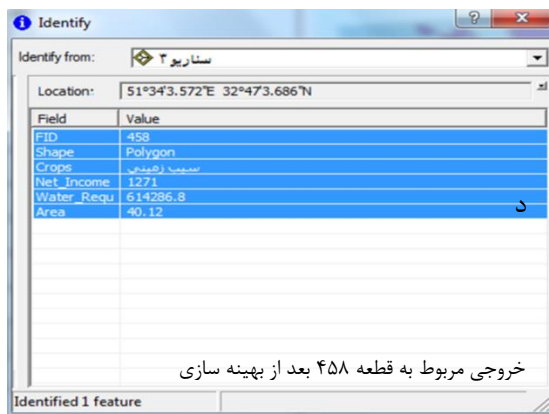 Identify
Identify from: سناریو ۳
Location: 51°34'3.572"E 32°47'3.686"N
Field Value
FID 458
Shape Polygon
Crops سیب زمینی
Net_Income 1271
Water_Requ 614286.8
Area 40.12
د
خروجی مربوط به قطعه ۴۵۸ بعد از بهینه سازی
Identified 1 feature